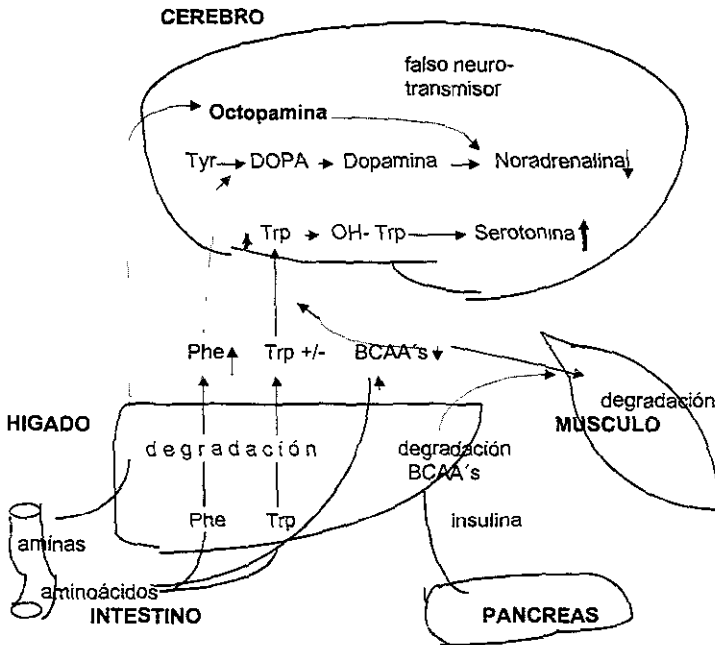 CEREBRO
falso neuro-
transmisor
Octopamina
Tyr DOPA Dopamina Noradrenalina
Trp OH- Trp Serotonina
Phe Trp +/- BCAA´s
degradación
HIGADO
MUSCULO
degradación
degradación
BCAA´s
Phe Trp
insulina
aminas
aminoácidos
INTESTINO
PANCREAS